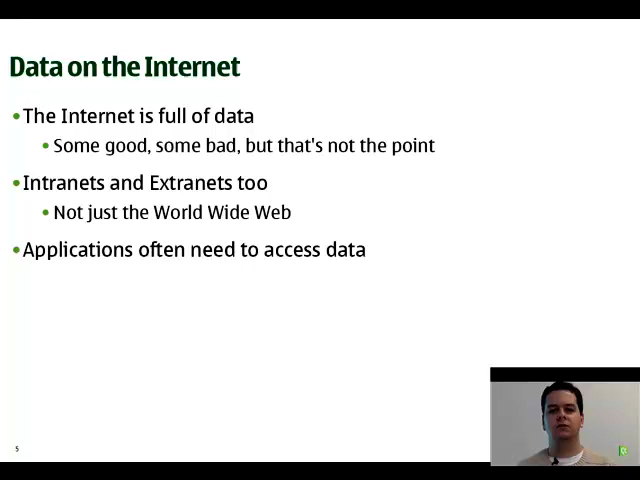 Data on the Internet
•The Internet is full of data
•Some good, some bad, but that's not the point
•Intranets and Extranets too
•Not just the World Wide Web
•Applications often need to access data
5